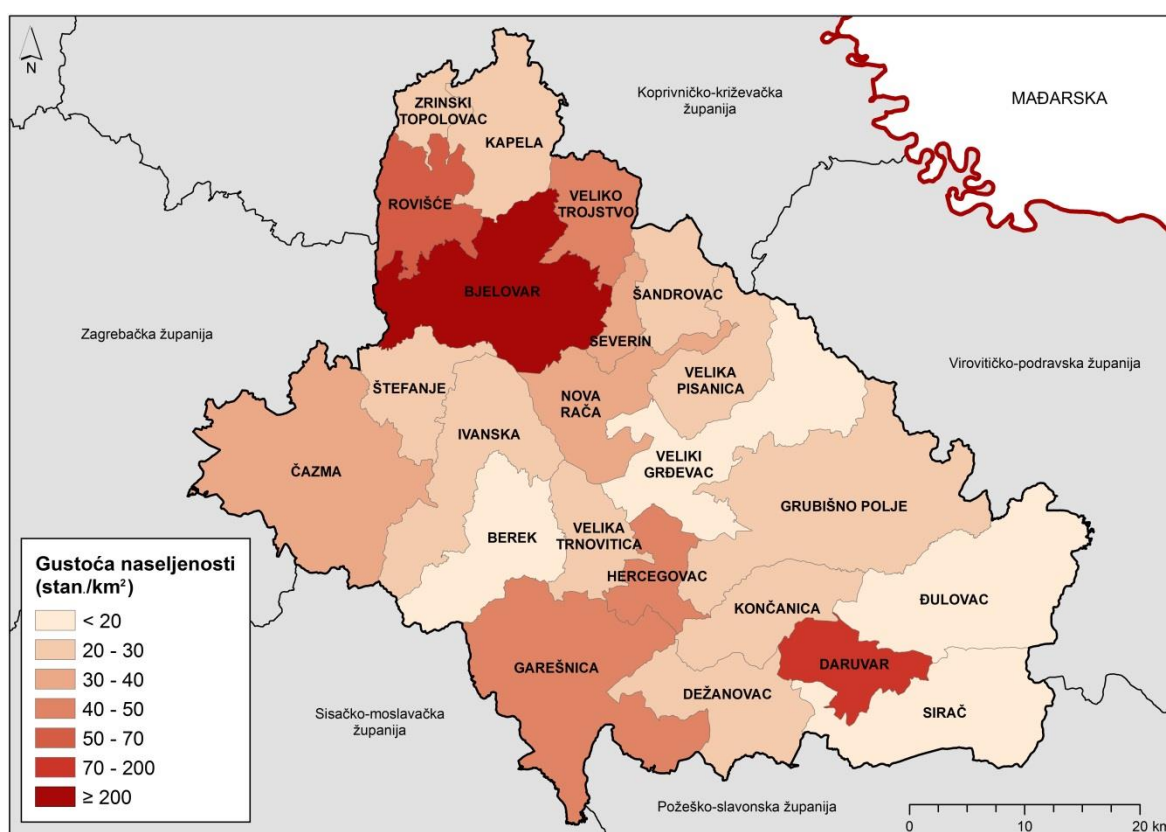 N
Koprivničko-križevačka
županija
MAĐARSKA
ZRINSKI
TOPOLOVAC
KAPELA
ROVIŠĆE
VELIKO
TROJSTVO
BJELOVAR
ŠANDROVAC
Zagrebačka županija
SEVERIN
Virovitičko-podravska županija
ŠTEFANJE
VELIKA
PISANICA
NOVA
RAČA
IVANSKA
ČAZMA
VELIKI
GRĐEVAC
GRUBIŠNO POLJE
BEREK
VELIKA
TRNOVITICA
HERCEGOVAC
KONČANICA
ĐULOVAC
GAREŠNICA
DARUVAR
DEŽANOVAC
SIRAČ
Sisačko-moslavačka
županija
Požeško-slavonska županija
Gustoća naseljenosti
(stan./km²)
< 20
20 - 30
30 - 40
40 - 50
50 - 70
70 - 200
≥ 200
0 10 20 km